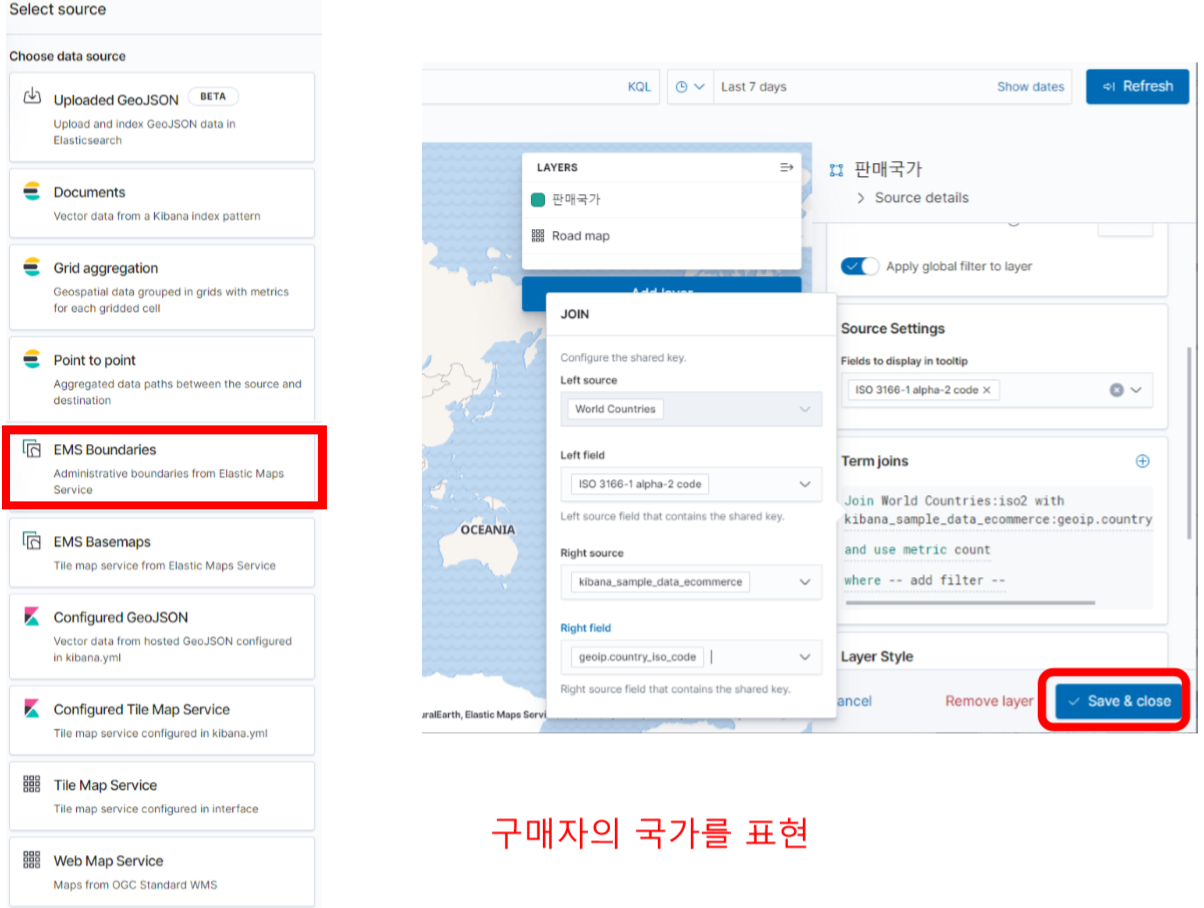 Select source
Choose data source
Uploaded GeoJSON BETA
Upload and index GeoJSON data in
Elasticsearch
Documents
Vector data from a Kibana index pattern
Grid aggregation
Geospatial data grouped in grids with metrics
for each gridded cell
Point to point
Aggregated data paths between the source and
destination
EMS Boundaries
Administrative boundaries from Elastic Maps
Service
EMS Basemaps
Tile map service from Elastic Maps Service
Configured GeoJSON
Vector data from hosted GeoJSON configured
in kibana.yml
Configured Tile Map Service
Tile map service configured in kibana.yml
Tile Map Service
Tile map service configured in interface
Web Map Service
Maps from OGC Standard WMS
KQL
Last 7 days
Show dates
Refresh
LAYERS
판매국가
Road map
Add layer
OCEANIA
JOIN
Configure the shared key.
Left source
World Countries
Left field
ISO 3166-1 alpha-2 code
Left source field that contains the shared key.
Right source
kibana_sample_data_ecommerce
Right field
geoip.country_iso_code
Right source field that contains the shared key.
uralEarth, Elastic Maps Servi
판매국가
Source details
Apply global filter to layer
Source Settings
Fields to display in tooltip
ISO 3166-1 alpha-2 code
Term joins
Join World Countries:iso2 with
kibana_sample_data_ecommerce:geoip.country
and use metric count
where -- add filter --
Layer Style
ancel
Remove layer
Save & close
구매자의 국가를 표현